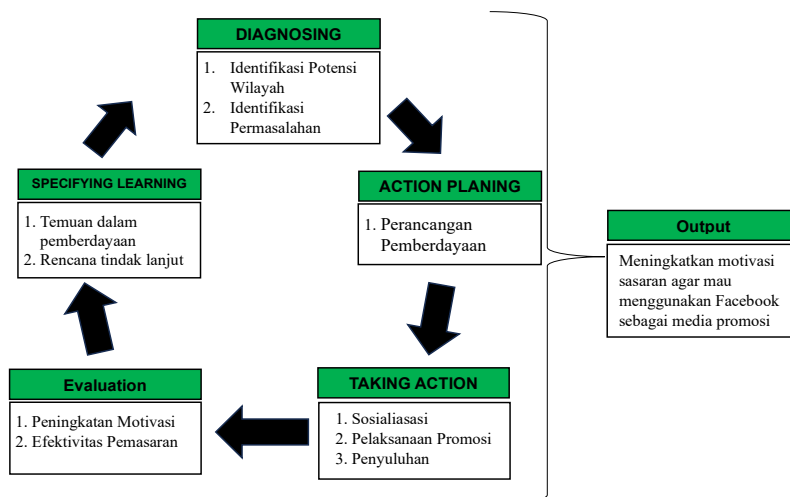 DIAGNOSING
1. Identifikasi Potensi
Wilayah
2. Identifikasi
Permasalahan
ACTION PLANING
1. Perancangan
Pemberdayaan
TAKING ACTION
1. Sosialiasasi
2. Pelaksanaan Promosi
3. Penyuluhan
Evaluation
1. Peningkatan Motivasi
2. Efektivitas Pemasaran
SPECIFYING LEARNING
1. Temuan dalam
pemberdayaan
2. Rencana tindak lanjut
Output
Meningkatkan motivasi
sasaran agar mau
menggunakan Facebook
sebagai media promosi